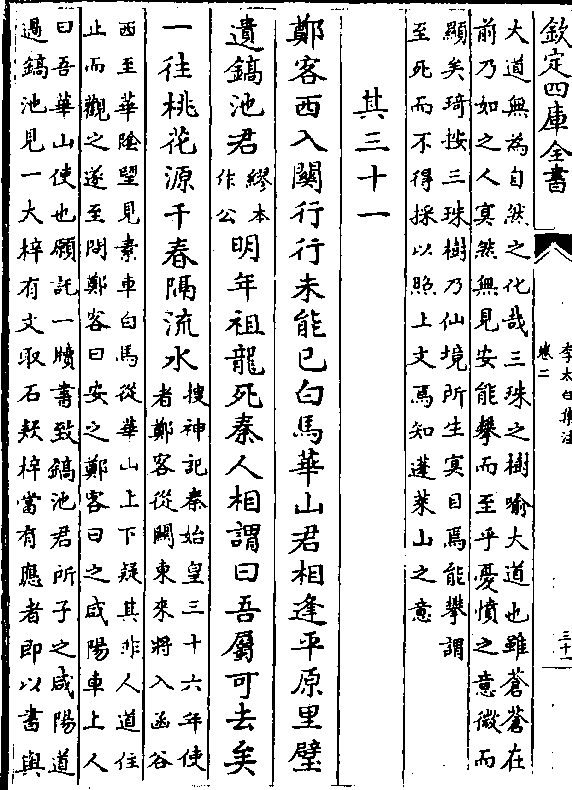 欽定四庫全書
李太白集注
卷二
三十一
大道無為自然之化哉三珠之樹喻大道也雖蒼蒼在
前乃如之人寞然無見安能攀而至乎憂憤之意微而
顯矣琦按三珠樹乃仙境所生寞目焉能攀謂
至死而不得採以照上文焉知蓬萊山之意
其三十一
鄭客西入關行行未能已白馬華山君相逢平原里璧
遺鎬池君繆本作公明年祖龍死秦人相謂曰吾屬可去矣
一往桃花源千春隔流水搜神記秦始皇三十六年使者鄭客從關東來將入函谷
西至華陰望見素車白馬從華山上下疑其非人道住
止而觀之遂至問鄭客曰安之鄭客曰之咸陽車上人
曰吾華山使也願託一牘書致鎬池君所子之咸陽道
過鎬池見一大梓有文取石欵梓當有應者即以書與